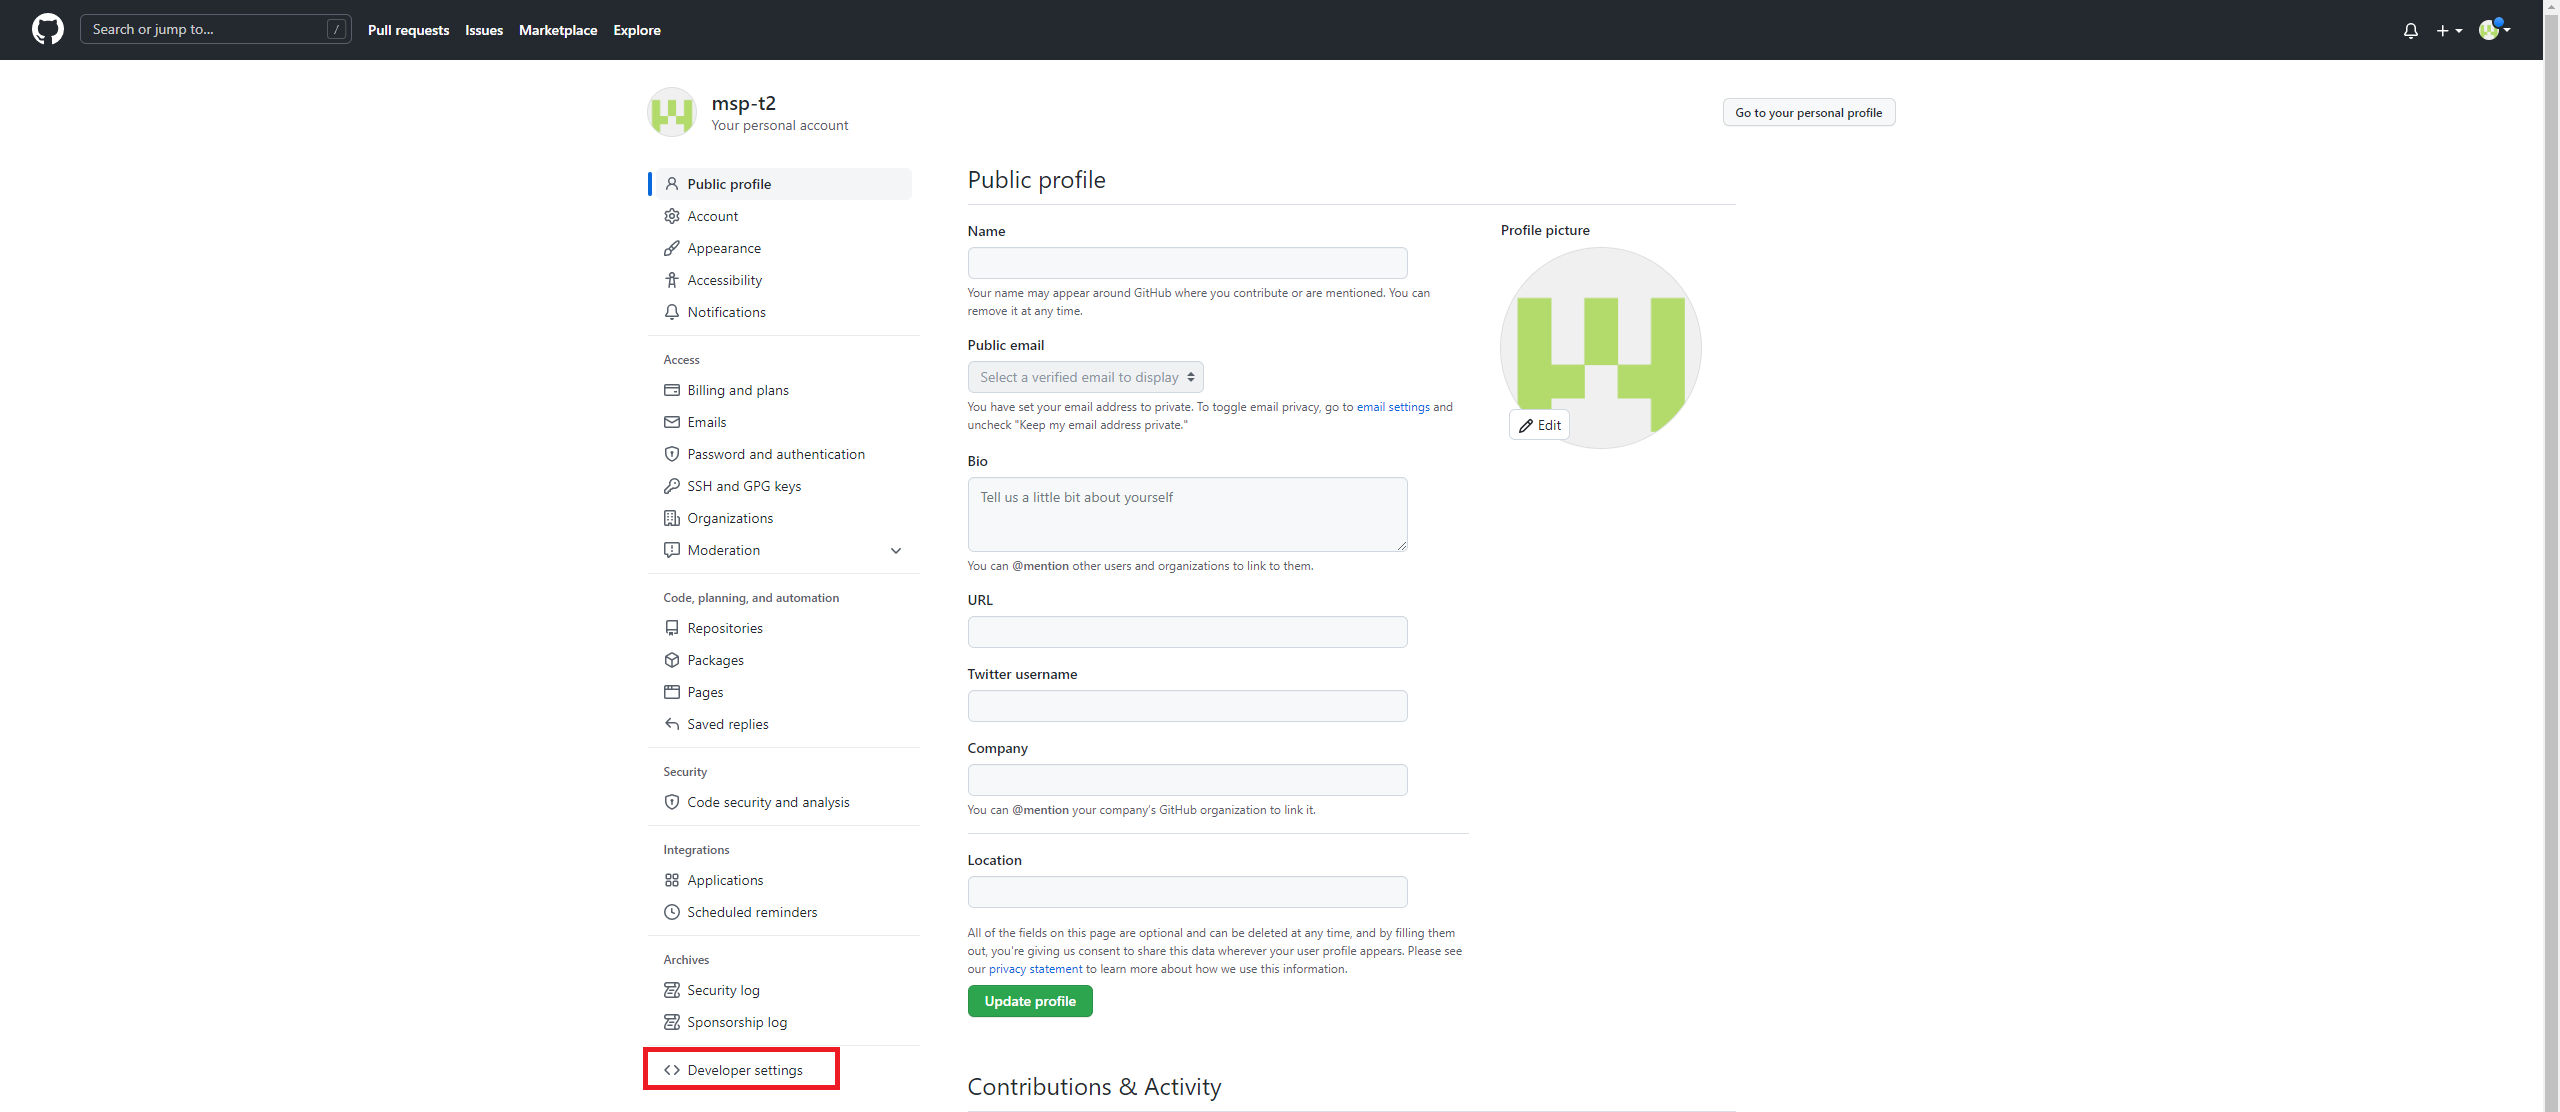 Search or jump to...
/
Pull requests
Issues
Marketplace
Explore
msp-t2
Your personal account
Go to your personal profile
Public profile
Account
Appearance
Accessibility
Notifications
Access
Billing and plans
Emails
Password and authentication
SSH and GPG keys
Organizations
Moderation
Code, planning, and automation
Repositories
Packages
Pages
Saved replies
Security
Code security and analysis
Integrations
Applications
Scheduled reminders
Archives
Security log
Sponsorship log
Developer settings
Public profile
Name
Your name may appear around GitHub where you contribute or are mentioned. You can
remove it at any time.
Public email
Select a verified email to display
You have set your email address to private. To toggle email privacy, go to email settings and
uncheck "Keep my email address private."
Bio
Tell us a little bit about yourself
You can @mention other users and organizations to link to them.
URL
Twitter username
Company
You can @mention your company's GitHub organization to link it.
Location
All of the fields on this page are optional and can be deleted at any time, and by filling them
out, you're giving us consent to share this data wherever your user profile appears. Please see
our privacy statement to learn more about how we use this information.
Update profile
Profile picture
Edit
Contributions & Activity